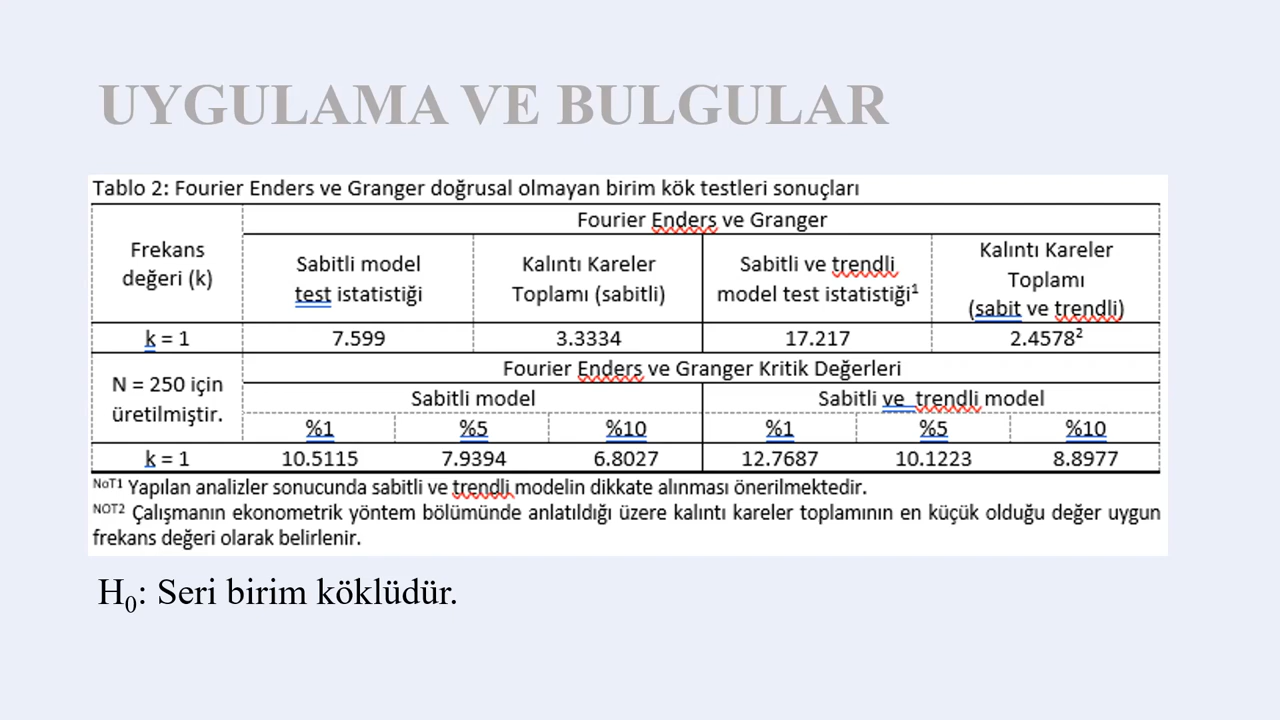 UYGULAMA VE BULGULAR
Tablo 2: Fourier Enders ve Granger doğrusal olmayan birim kök testleri sonuçları
Frekans değeri (k)
Fourier Enders ve Granger
Sabitli model test istatistiği
Kalıntı Kareler Toplamı (sabitli)
Sabitli ve trendli model test istatistiği¹
Kalıntı Kareler Toplamı (sabit ve trendli)
k = 1 7.599 3.3334 17.217 2.4578²
N = 250 için üretilmiştir.
Fourier Enders ve Granger Kritik Değerleri
Sabitli model Sabitli ve trendli model
%1 %5 %10 %1 %5 %10
k = 1 10.5115 7.9394 6.8027 12.7687 10.1223 8.8977
NOT1 Yapılan analizler sonucunda sabitli ve trendli modelin dikkate alınması önerilmektedir.
NOT2 Çalışmanın ekonometrik yöntem bölümünde anlatıldığı üzere kalıntı kareler toplamının en küçük olduğu değer uygun
frekans değeri olarak belirlenir.
H₀: Seri birim köklüdür.